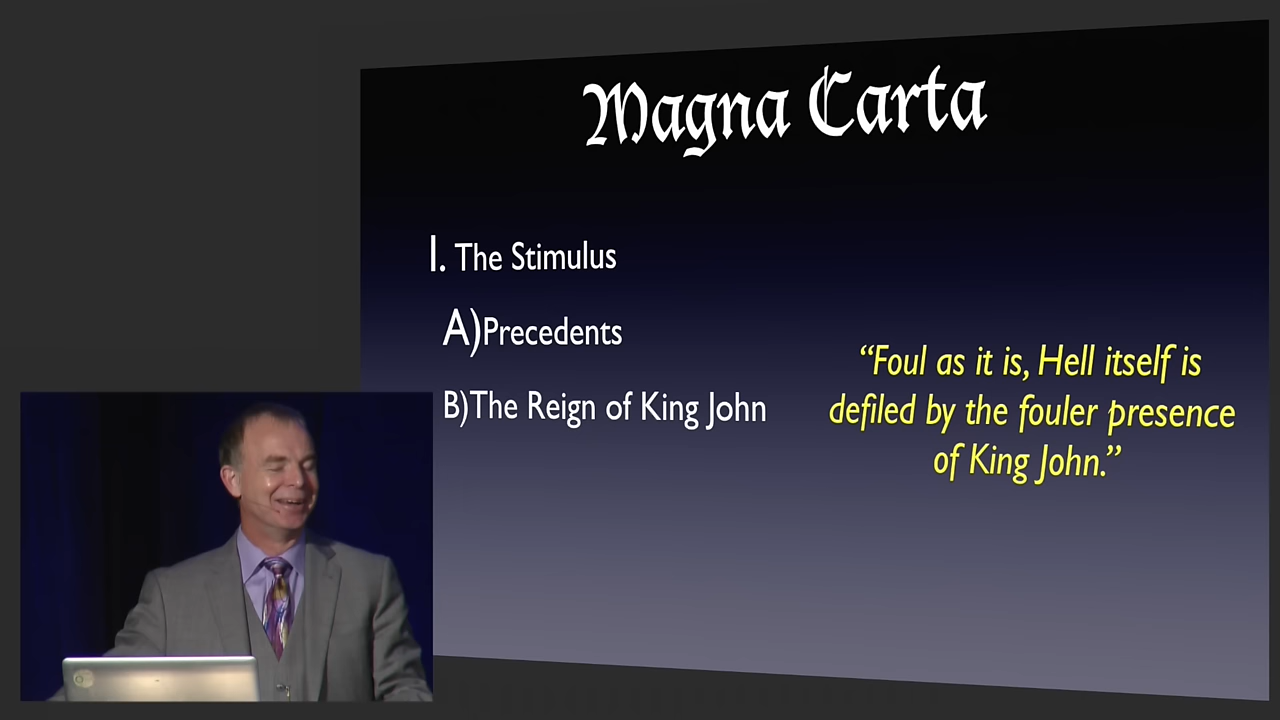 Magna Carta
I. The Stimulus
A)Precedents
B)The Reign of King John
“Foul as it is, Hell itself is
defiled by the fouler presence
of King John.”